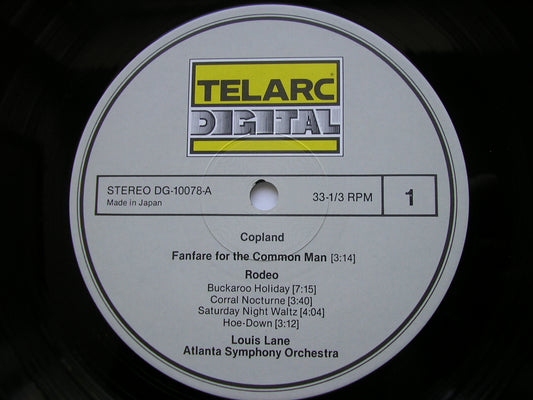 TELARC®
DIGITAL
STEREO DG-10078-A
Made in Japan
33-1/3 RPM
1
Copland
Fanfare for the Common Man [3:14]
Rodeo
Buckaroo Holiday [7:15]
Corral Nocturne [3:40]
Saturday Night Waltz [4:04]
Hoe-Down [3:12]
Louis Lane
Atlanta Symphony Orchestra